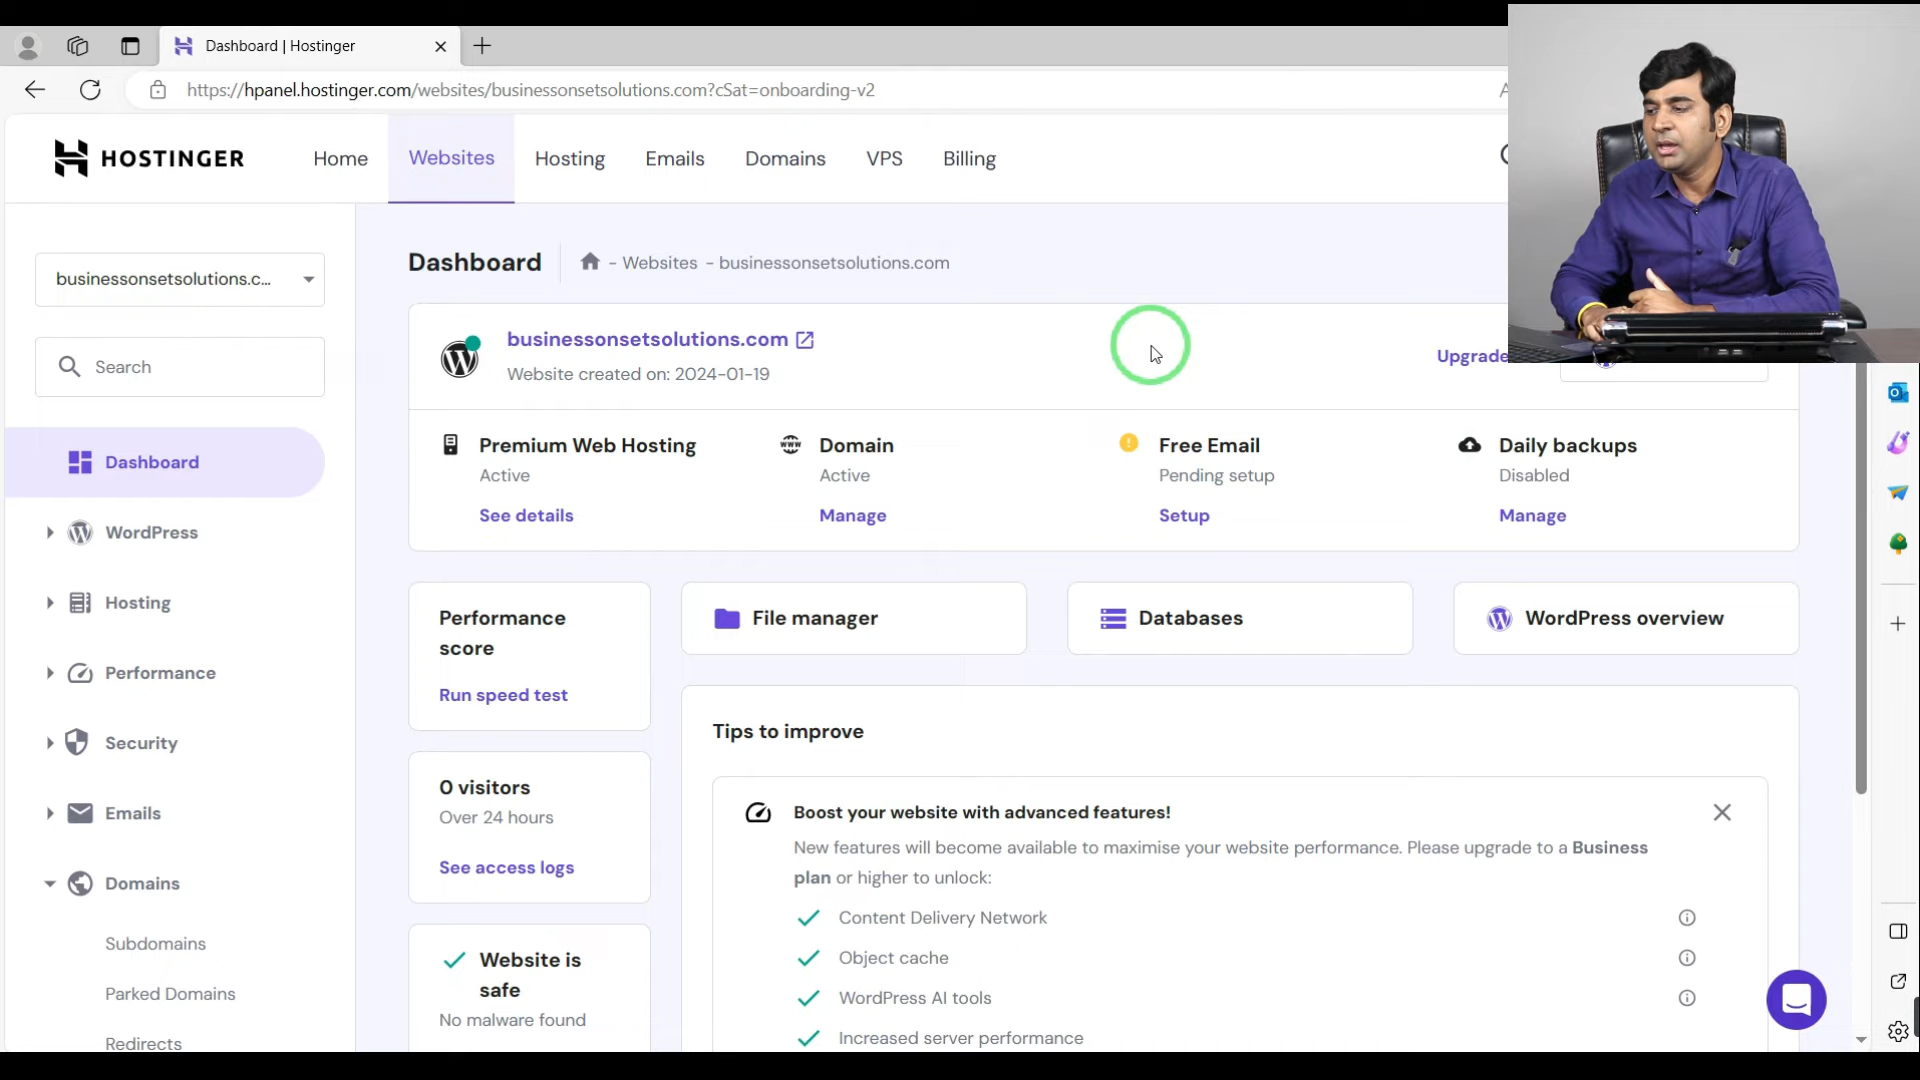 Dashboard | Hostinger
https://hpanel.hostinger.com/websites/businessonsetsolutions.com?cSat=onboarding-v2
HOSTINGER
Home
Websites
Hosting
Emails
Domains
VPS
Billing
businessonsetsolutions.c...
Search
Dashboard
WordPress
Hosting
Performance
Security
Emails
Domains
Subdomains
Parked Domains
Redirects
Dashboard
- Websites - businessonsetsolutions.com
businessonsetsolutions.com
Website created on: 2024-01-19
Upgrade
Premium Web Hosting
Active
See details
Domain
Active
Manage
Free Email
Pending setup
Setup
Daily backups
Disabled
Manage
Performance
score
Run speed test
File manager
Databases
WordPress overview
0 visitors
Over 24 hours
See access logs
Website is
safe
No malware found
Tips to improve
Boost your website with advanced features!
New features will become available to maximise your website performance. Please upgrade to a Business
plan or higher to unlock:
Content Delivery Network
Object cache
WordPress AI tools
Increased server performance